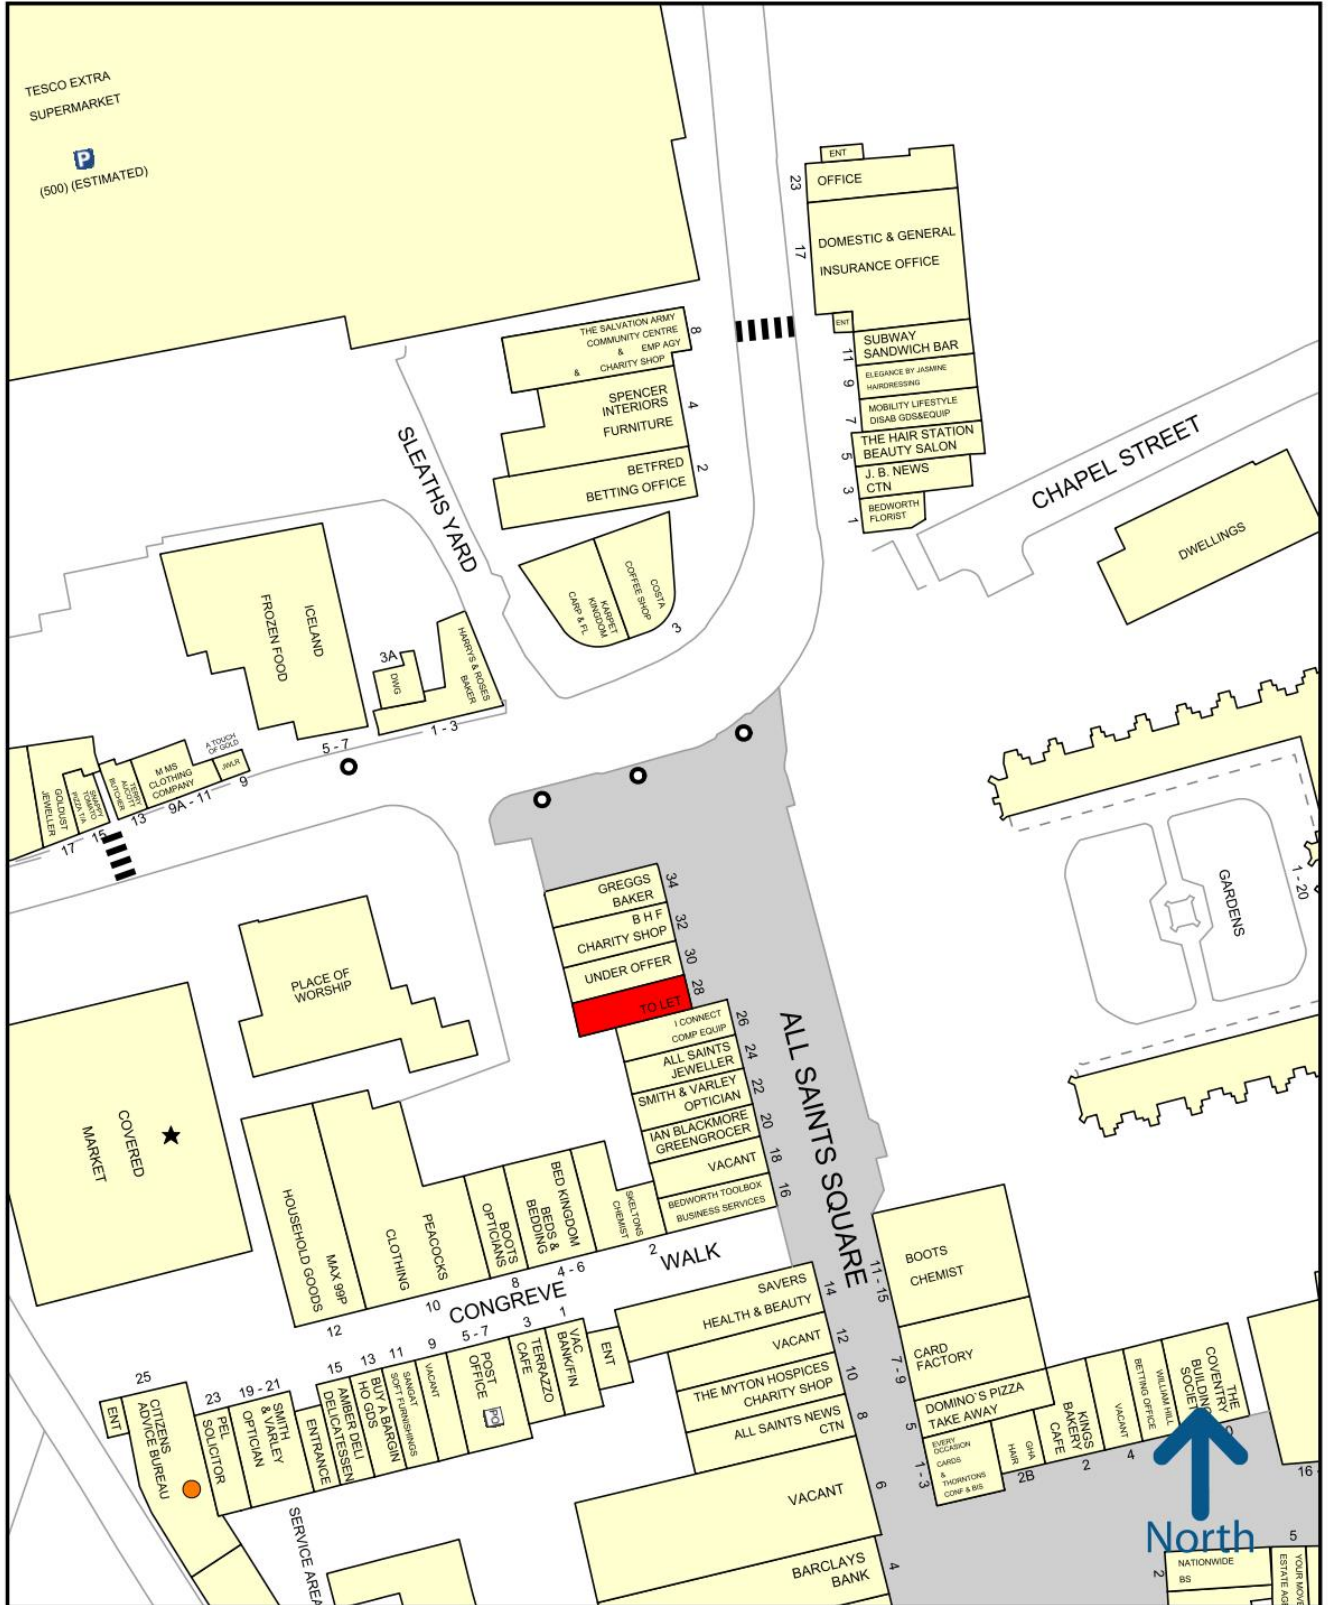 TESCO EXTRA
SUPERMARKET
P
(500) (ESTIMATED)
ENT
OFFICE
23
DOMESTIC & GENERAL
INSURANCE OFFICE
17
ENT
SUBWAY
SANDWICH BAR
11
ELEGANCE BY JASMINE
HAIRDRESSING
9
MOBILITY LIFESTYLE
DISAB GDS&EQUIP
7
THE HAIR STATION
BEAUTY SALON
5
J. B. NEWS
CTN
3
BEDWORTH
FLORIST
1
THE SALVATION ARMY
COMMUNITY CENTRE
& EMP AGY
& CHARITY SHOP
8
SPENCER
INTERIORS
FURNITURE
4
BETFRED
BETTING OFFICE
2
COSTA
COFFEE SHOP
KARPET
KINGDOM
CARP & FL
3
SLEATHS YARD
CHAPEL STREET
DWELLINGS
ICELAND
FROZEN FOOD
5 - 7
3A
DWG
HARRYS & ROSES
BAKER
1 - 3
A TOUCH
OF GOLD
JWLR
9
M MS
CLOTHING
COMPANY
9A - 11
TERRY
AUCOTT
BUTCHER
13
SNAPPY
TOMATO
PIZZA T/A
15
GOLDUST
JEWELLER
17
GARDENS
1 - 20
GREGGS
BAKER
34
B H F
CHARITY SHOP
32
UNDER OFFER
30
TO LET
28
I CONNECT
COMP EQUIP
26
ALL SAINTS
JEWELLER
24
SMITH & VARLEY
OPTICIAN
22
IAN BLACKMORE
GREENGROCER
20
VACANT
18
BEDWORTH TOOLBOX
BUSINESS SERVICES
16
ALL SAINTS SQUARE
PLACE OF
WORSHIP
COVERED
MARKET
MAX 99P
HOUSEHOLD GOODS
12
PEACOCKS
CLOTHING
10
BOOTS
OPTICIANS
8
BED KINGDOM
BEDS &
BEDDING
4 - 6
SKELTONS
CHEMIST
2
CONGREVE WALK
SAVERS
HEALTH & BEAUTY
14
VACANT
12
THE MYTON HOSPICES
CHARITY SHOP
10
ALL SAINTS NEWS
CTN
8
VACANT
6
BARCLAYS
BANK
4
ENT
VAC
BANK/FIN
1
TERRAZZO
CAFE
3
POST
OFFICE
PO
5 - 7
VACANT
9
SANGAT
SOFT FURNISHINGS
11
BUY A BARGIN
HO GDS
13
AMBER DELI
DELICATESSEN
15
ENTRANCE
SMITH
& VARLEY
OPTICIAN
19 - 21
PEL
SOLICITOR
23
CITIZENS
ADVICE BUREAU
25
ENT
SERVICE AREA
BOOTS
CHEMIST
11 - 15
CARD
FACTORY
7 - 9
DOMINO`S PIZZA
TAKE AWAY
5
EVERY
OCCASION
CARDS
&
THORNTONS
CONF & BIS
1 - 3
GHA
HAIR
2B
KINGS
BAKERY
CAFE
2
VACANT
4
WILLIAM HILL
BETTING OFFICE
THE
COVENTRY
BUILDING
SOCIETY
16
North
NATIONWIDE
BS
2
5
YOUR MOVE